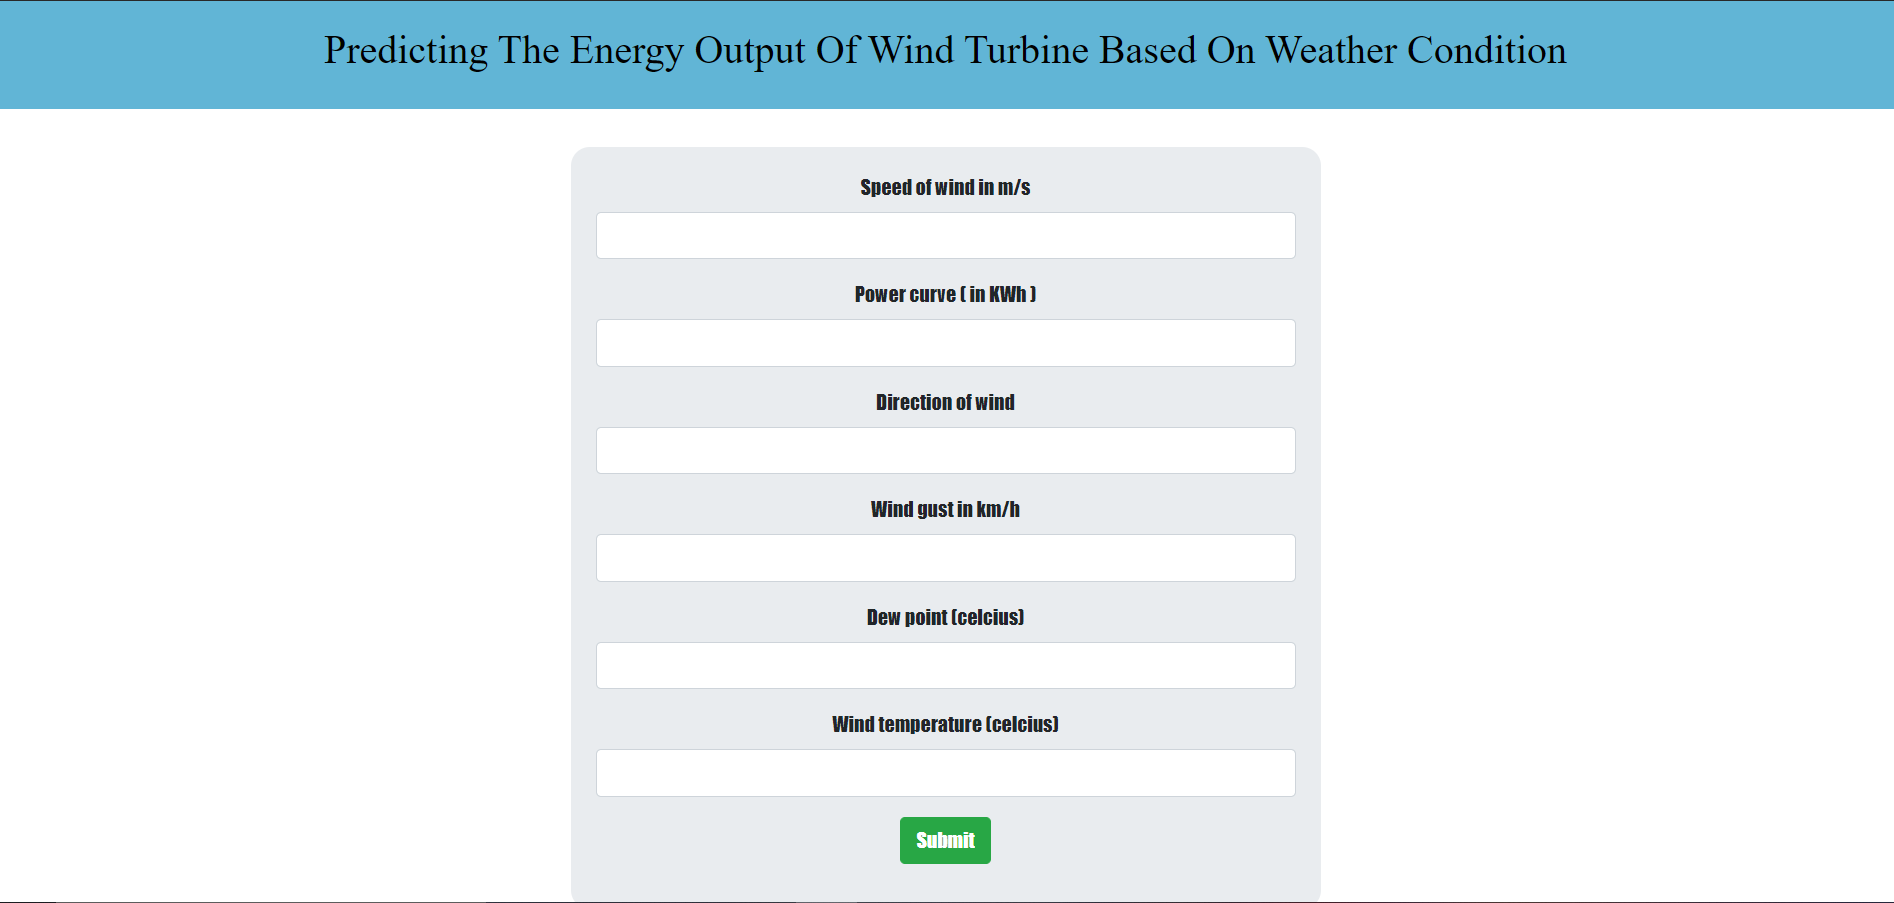 Predicting The Energy Output Of Wind Turbine Based On Weather Condition
Speed of wind in m/s
Power curve ( in KWh )
Direction of wind
Wind gust in km/h
Dew point (celcius)
Wind temperature (celcius)
Submit